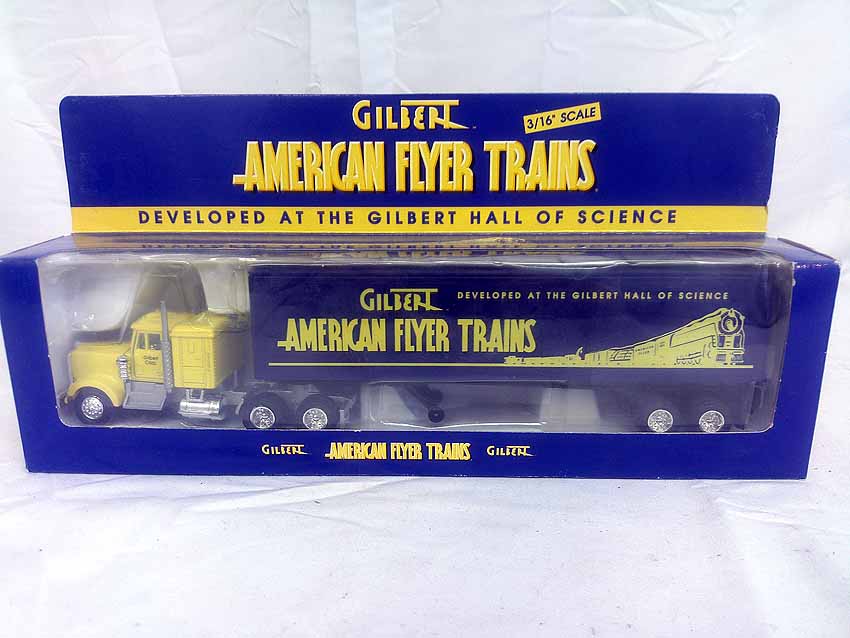 GILBERT
3/16" SCALE
AMERICAN FLYER TRAINS
DEVELOPED AT THE GILBERT HALL OF SCIENCE
GILBERT DEVELOPED AT THE GILBERT HALL OF SCIENCE
AMERICAN FLYER TRAINS
GILBERT AMERICAN FLYER TRAINS GILBERT